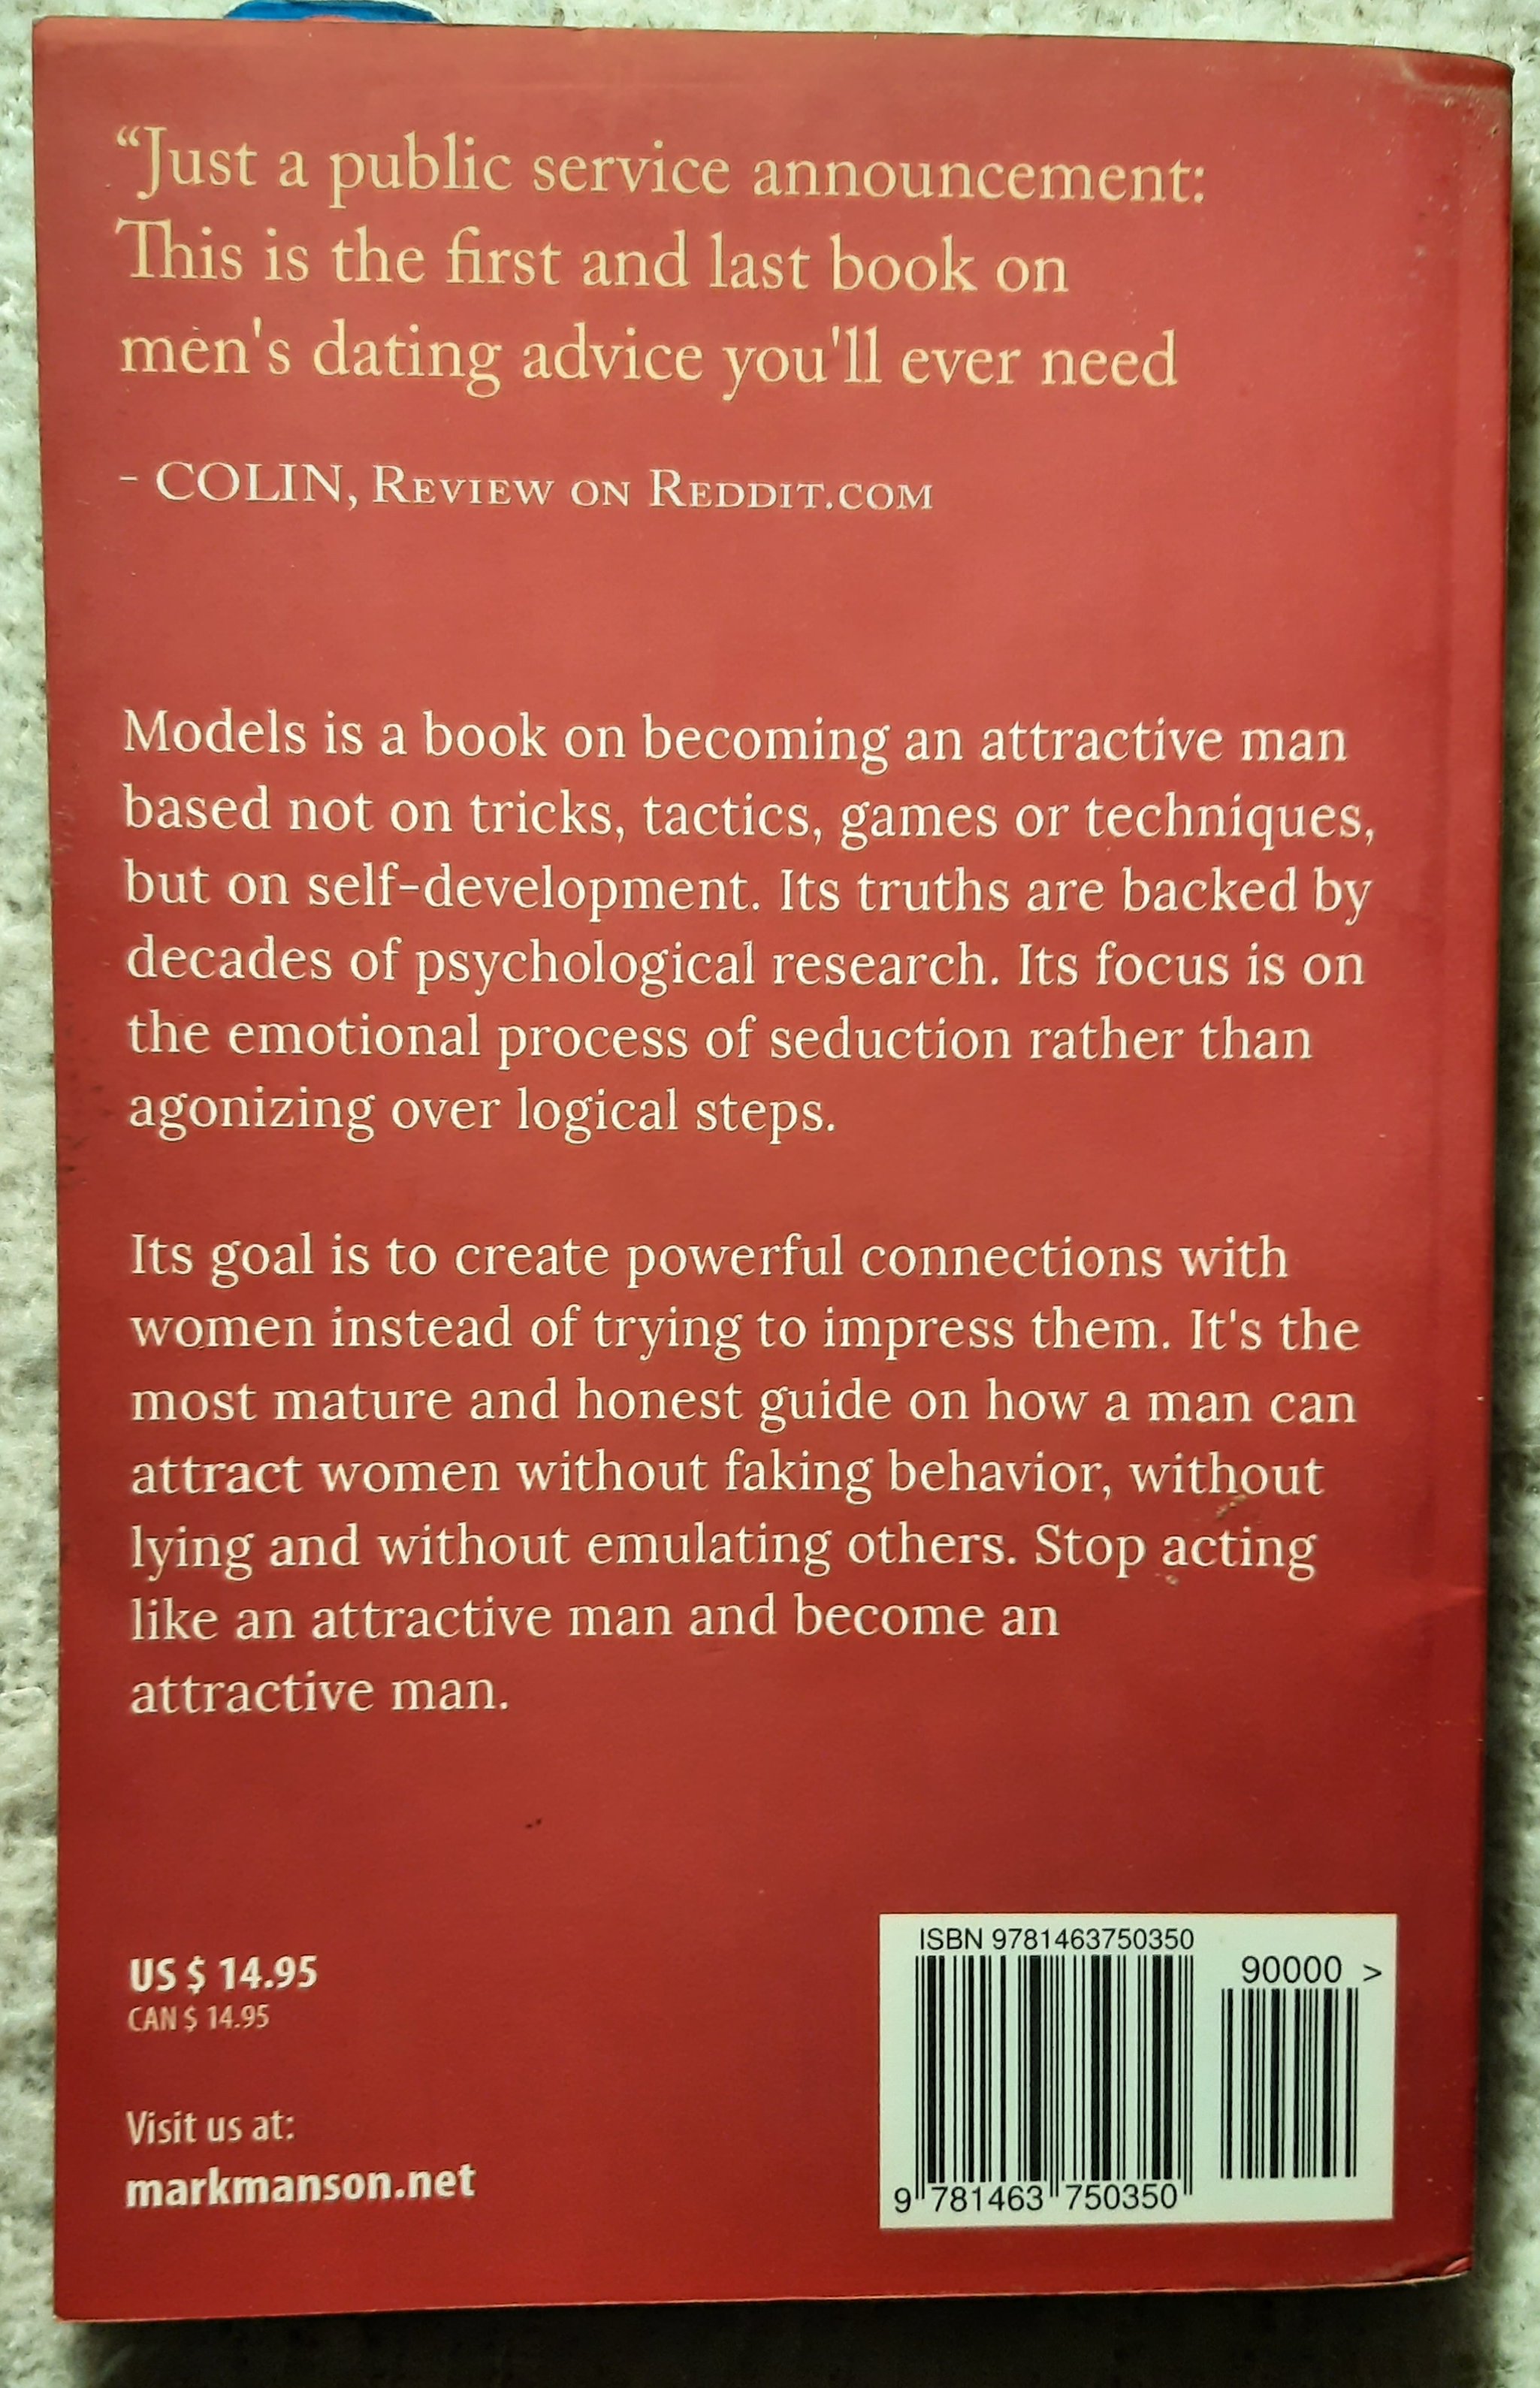 “Just a public service announcement:
This is the first and last book on
men's dating advice you'll ever need
- COLIN, REVIEW ON REDDIT.COM
Models is a book on becoming an attractive man
based not on tricks, tactics, games or techniques,
but on self-development. Its truths are backed by
decades of psychological research. Its focus is on
the emotional process of seduction rather than
agonizing over logical steps.
Its goal is to create powerful connections with
women instead of trying to impress them. It's the
most mature and honest guide on how a man can
attract women without faking behavior, without
lying and without emulating others. Stop acting
like an attractive man and become an
attractive man.
US $ 14.95
CAN $ 14.95
Visit us at:
markmanson.net
ISBN 9781463750350
90000 >
9 781463 750350